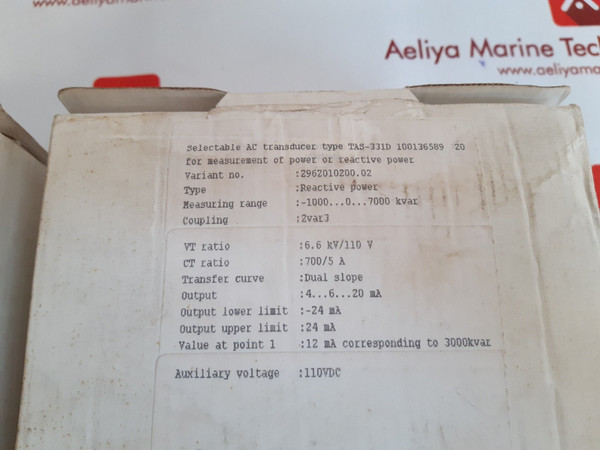 Aeliya Marine Tech
www.aeliyamarine
www.aeliyama
Selectable AC transducer type TAS-331D 100136589 20
for measurement of power or reactive power
Variant no. :2962010200.02
Type :Reactive power
Measuring range :-1000...0...7000 kvar
Coupling :2var3
VT ratio :6.6 kV/110 V
CT ratio :700/5 A
Transfer curve :Dual slope
Output :4...6...20 mA
Output lower limit :-24 mA
Output upper limit :24 mA
Value at point 1 :12 mA corresponding to 3000kvar
Auxiliary voltage :110VDC